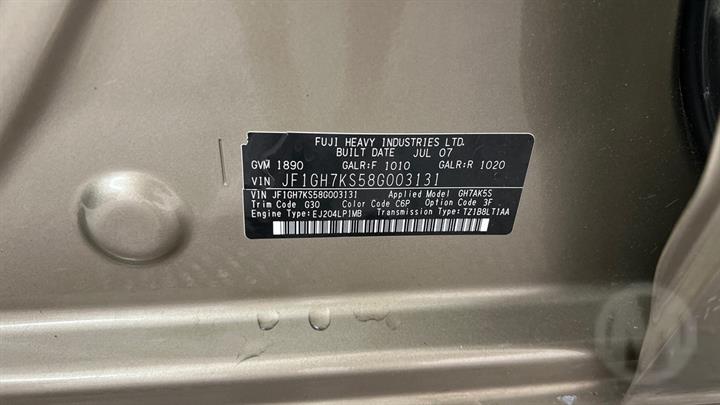 FUJI HEAVY INDUSTRIES LTD.
BUILT DATE JUL 07
GVM 1890 GALR:F 1010 GALR:R 1020
VIN JF1GH7KS58G003131
VIN JF1GH7KS58G003131 Applied Model GH7AK5S
Trim Code G30 Color Code C6P Option Code 3F
Engine Type:EJ204LP1MB Transmission Type:TZ1B8LT1AA
M